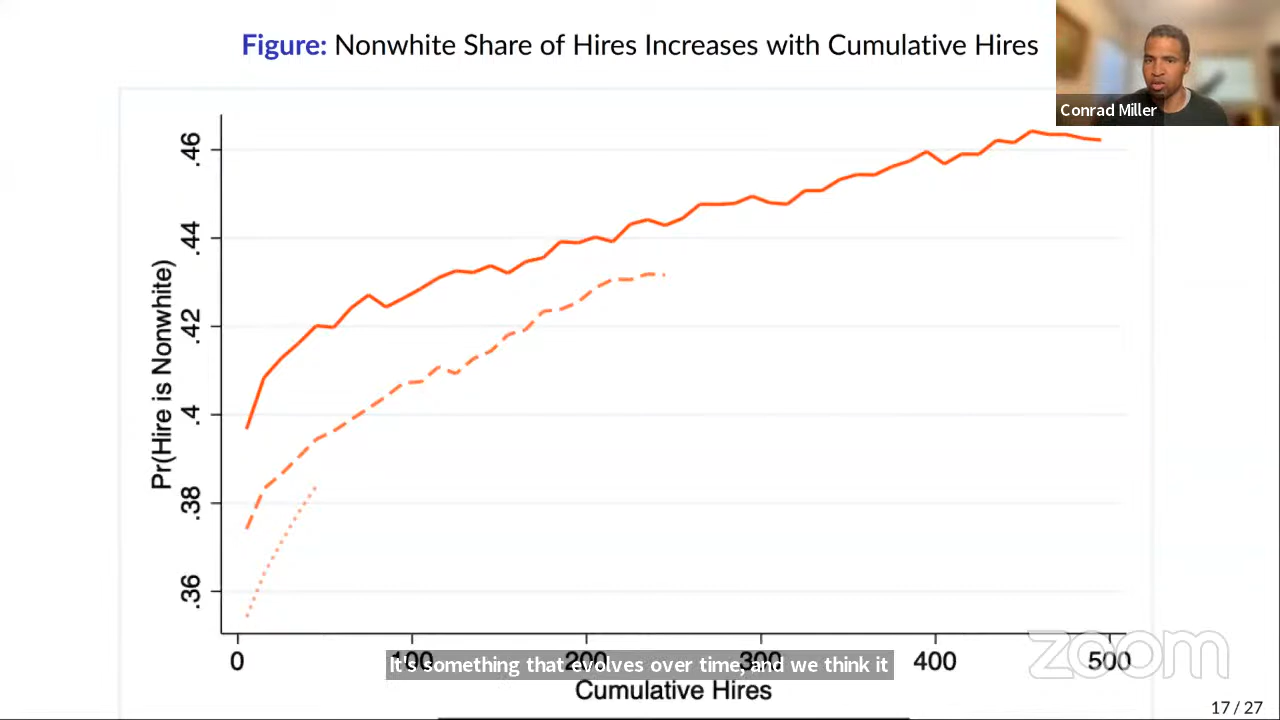 Figure: Nonwhite Share of Hires Increases with Cumulative Hires
Conrad Miller
Pr(Hire is Nonwhite)
.46
.44
.42
.4
.38
.36
0 100 200 300 400 500
It's something that evolves over time, and we think it
Cumulative Hires
zoom
17 / 27